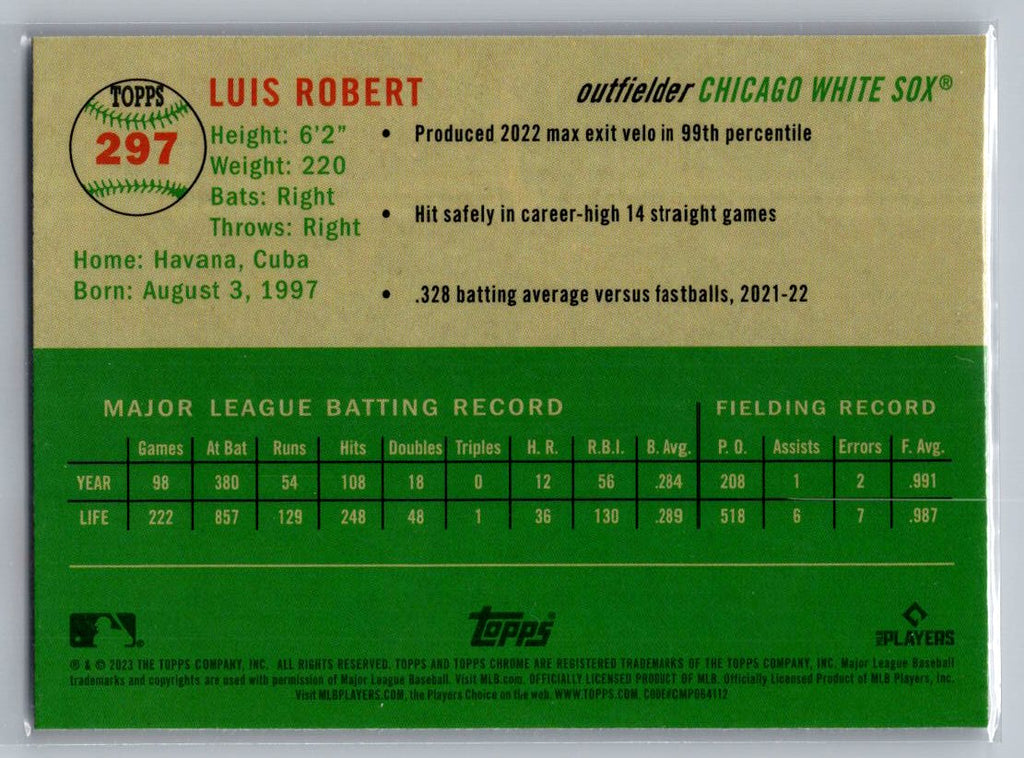 TOPPS
297
LUIS ROBERT
outfielder CHICAGO WHITE SOX®
Height: 6'2"
Weight: 220
Bats: Right
Throws: Right
Home: Havana, Cuba
Born: August 3, 1997
• Produced 2022 max exit velo in 99th percentile
• Hit safely in career-high 14 straight games
• .328 batting average versus fastballs, 2021-22
MAJOR LEAGUE BATTING RECORD FIELDING RECORD
Games At Bat Runs Hits Doubles Triples H. R. R.B.I. B. Avg. P. O. Assists Errors F. Avg.
YEAR 98 380 54 108 18 0 12 56 .284 208 1 2 .991
LIFE 222 857 129 248 48 1 36 130 .289 518 6 7 .987
Topps®
MLB PLAYERS
® & © 2023 THE TOPPS COMPANY, INC. ALL RIGHTS RESERVED. TOPPS AND TOPPS CHROME ARE REGISTERED TRADEMARKS OF THE TOPPS COMPANY, INC. Major League Baseball
trademarks and copyrights are used with permission of Major League Baseball. Visit MLB.com. OFFICIALLY LICENSED PRODUCT OF MLB. Officially Licensed Product of MLB Players, Inc.
Visit MLBPLAYERS.COM, the Players Choice on the web. WWW.TOPPS.COM. CODE#CMP064112